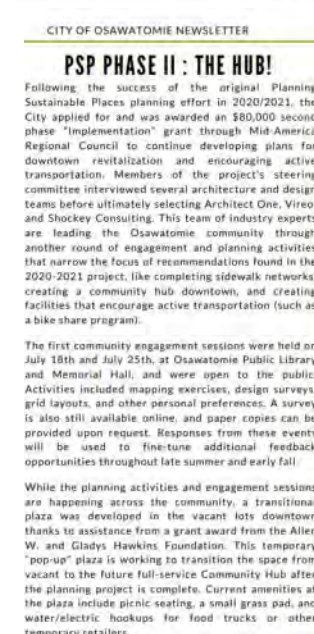 CITY OF OSAWATOMIE NEWSLETTER
PSP PHASE II : THE HUB!
Following the success of the original Planning
Sustainable Places planning effort in 2020/2021, the
City applied for and was awarded an $80,000 second
phase "Implementation" grant through Mid-America
Regional Council to continue developing plans for
downtown revitalization and encouraging active
transportation. Members of the project's steering
committee interviewed several architecture and design
teams before ultimately selecting Architect One, Vireo
and Shockey Consulting. This team of industry experts
are leading the Osawatomie community through
another round of engagement and planning activities
that narrow the focus of recommendations found in the
2020-2021 project, like completing sidewalk networks,
creating a community hub downtown, and creating
facilities that encourage active transportation (such as
a bike share program).
The first community engagement sessions were held on
July 18th and July 25th, at Osawatomie Public Library
and Memorial Hall, and were open to the public.
Activities included mapping exercises, design surveys,
grid layouts, and other personal preferences. A survey
is also still available online, and paper copies can be
provided upon request. Responses from these events
will be used to fine-tune additional feedback
opportunities throughout late summer and early fall.
While the planning activities and engagement sessions
are happening across the community, a transitional
plaza was developed in the vacant lots downtown
thanks to assistance from a grant award from the Allen
W. and Gladys Hawkins Foundation. This temporary
"pop-up" plaza is working to transition the space from
vacant to the future full-service Community Hub after
the planning project is complete. Current amenities at
the plaza include picnic seating, a small grass pad, and
water/electric hookups for food trucks or other
temporary retailers.